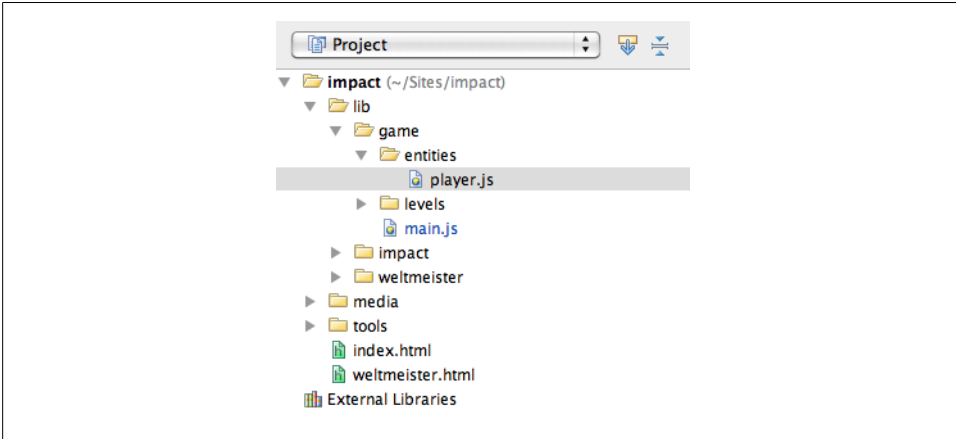 Project
impact (~/Sites/impact)
lib
game
entities
player.js
levels
main.js
impact
weltmeister
media
tools
index.html
weltmeister.html
External Libraries